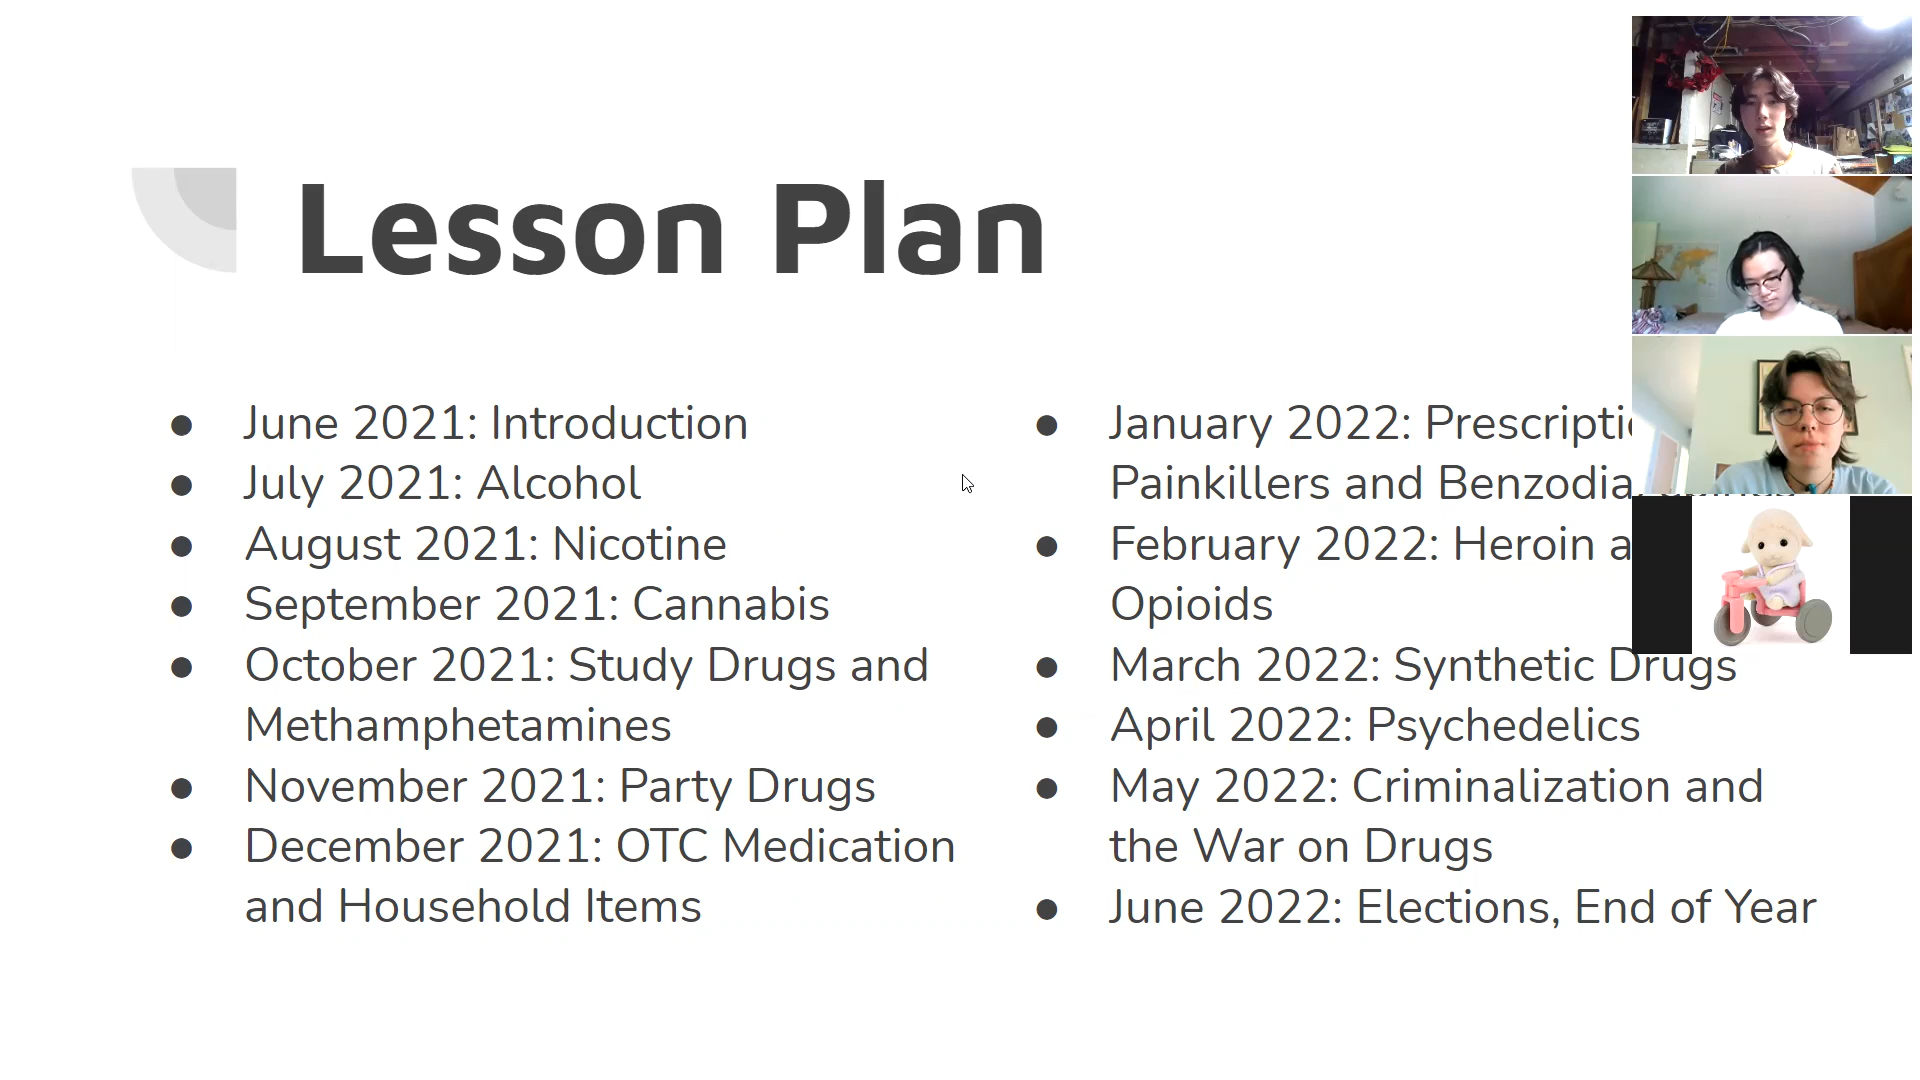 Lesson Plan
● June 2021: Introduction
● July 2021: Alcohol
● August 2021: Nicotine
● September 2021: Cannabis
● October 2021: Study Drugs and
Methamphetamines
● November 2021: Party Drugs
● December 2021: OTC Medication
and Household Items
● January 2022:
Painkillers and
● February 2022: Heroin
Opioids
● March 2022: Synthetic Drugs
● April 2022: Psychedelics
● May 2022: Criminalization and
the War on Drugs
● June 2022: Elections, End of Year